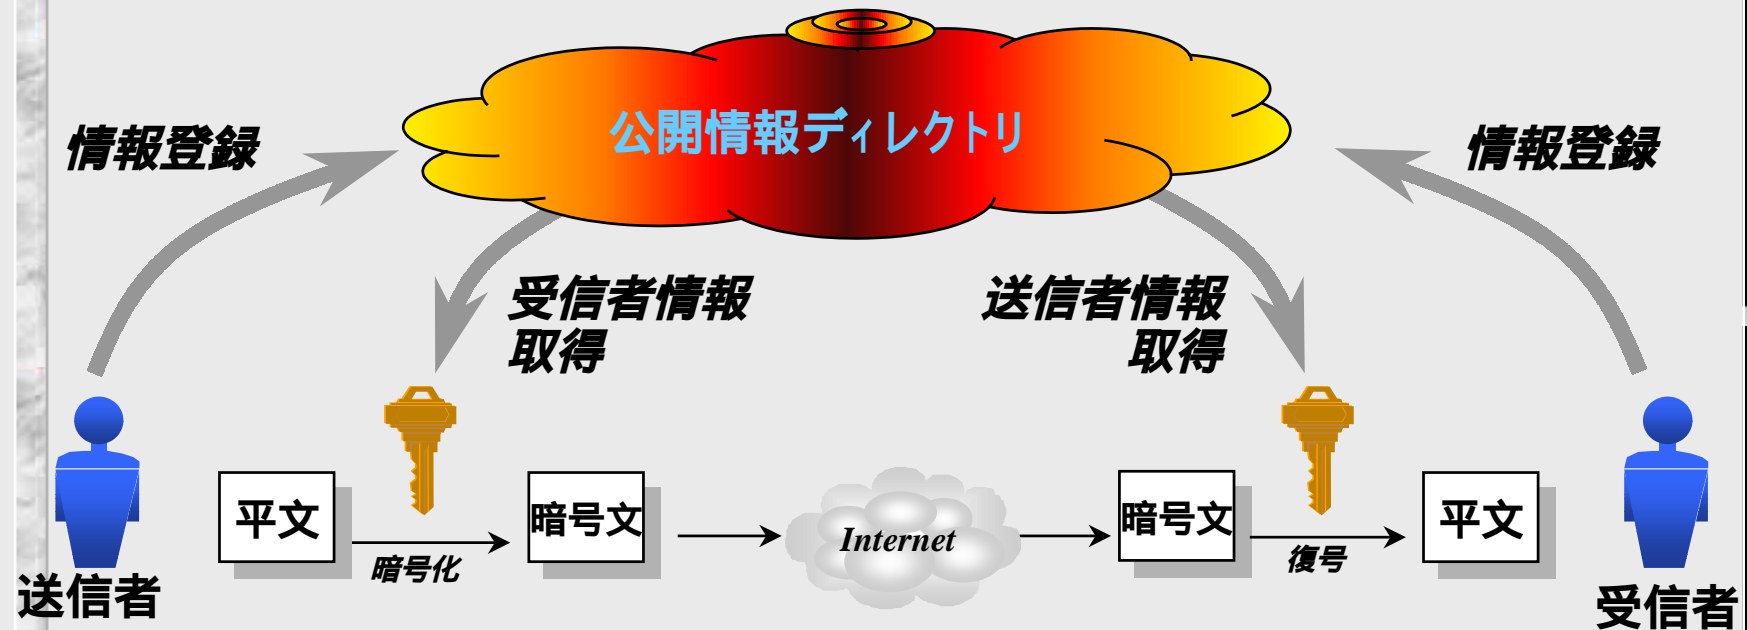 公開情報ディレクトリ
情報登録
情報登録
受信者情報
取得
送信者情報
取得
平文
暗号化
暗号文
Internet
暗号文
復号
平文
送信者
受信者